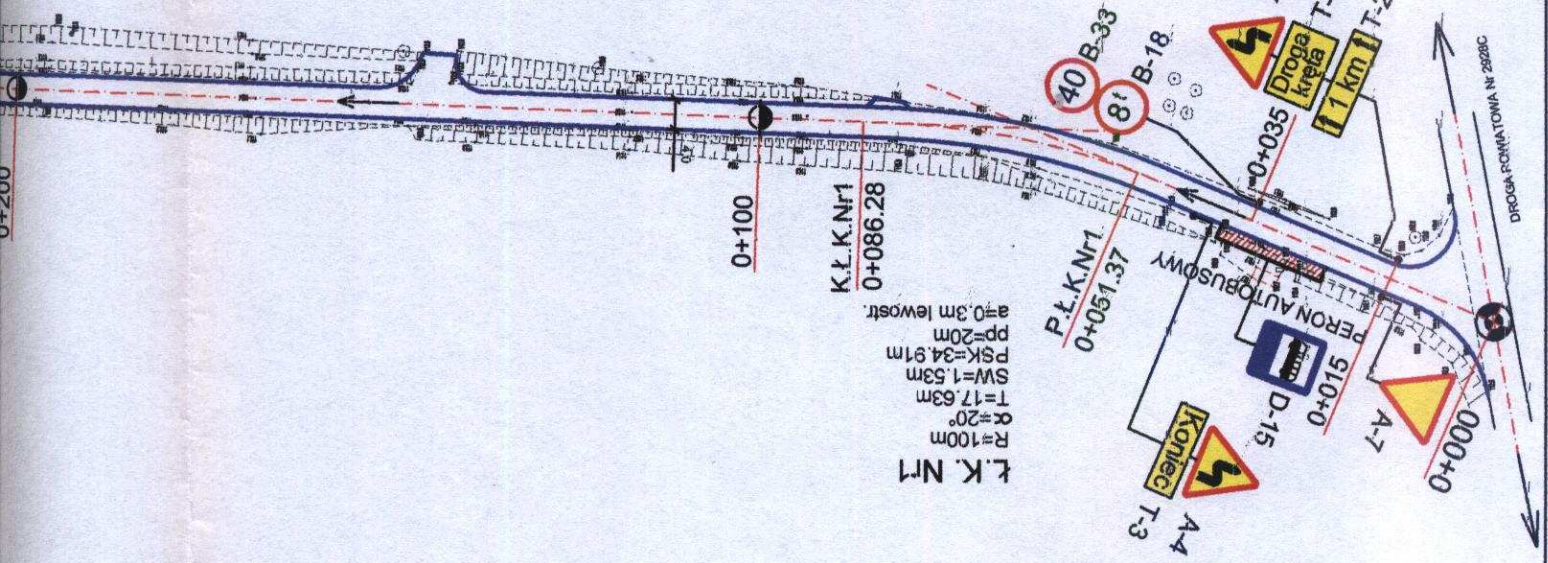 0+200
0+100
K.Ł.K.Nr1
0+086.28
Ł.K. Nr1
R=100m
α=20°
T=17.63m
SW=1.53m
PSK=34.91m
pp=20m
a=0.3m lewostr.
P.Ł.K.Nr1
0+051.37
40
B-33
8t
B-18
0+035
Droga
kręta
1 km
PERON AUTOBUSOWY
D-15
0+015
A-7
0+000
Koniec
T-3
A-4
DROGA POWIATOWA Nr 2928C